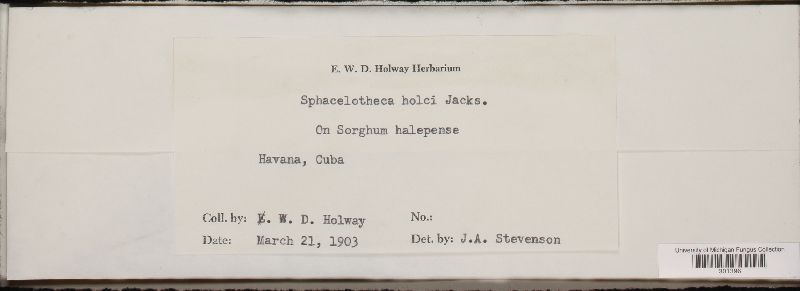 E. W. D. Holway Herbarium
Sphacelotheca holci Jacks.
On Sorghum halepense
Havana, Cuba
Coll. by: E. W. D. Holway No.:
Date: March 21, 1903 Det. by: J.A. Stevenson
University of Michigan Fungus Collection